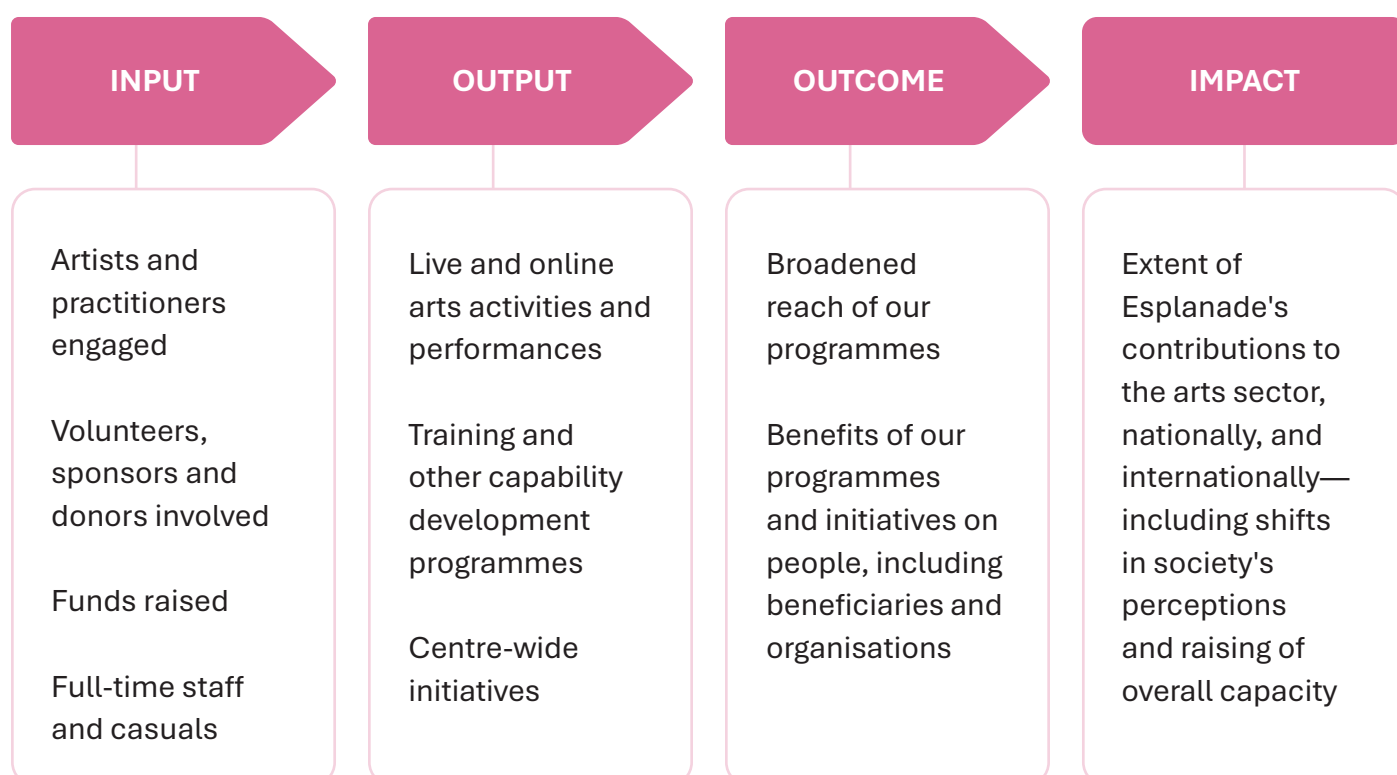 INPUT
Artists and
practitioners
engaged
Volunteers,
sponsors and
donors involved
Funds raised
Full-time staff
and casuals
OUTPUT
Live and online
arts activities and
performances
Training and
other capability
development
programmes
Centre-wide
initiatives
OUTCOME
Broadened
reach of our
programmes
Benefits of our
programmes
and initiatives on
people, including
beneficiaries and
organisations
IMPACT
Extent of
Esplanade's
contributions to
the arts sector,
nationally, and
internationally—
including shifts
in society's
perceptions
and raising of
overall capacity